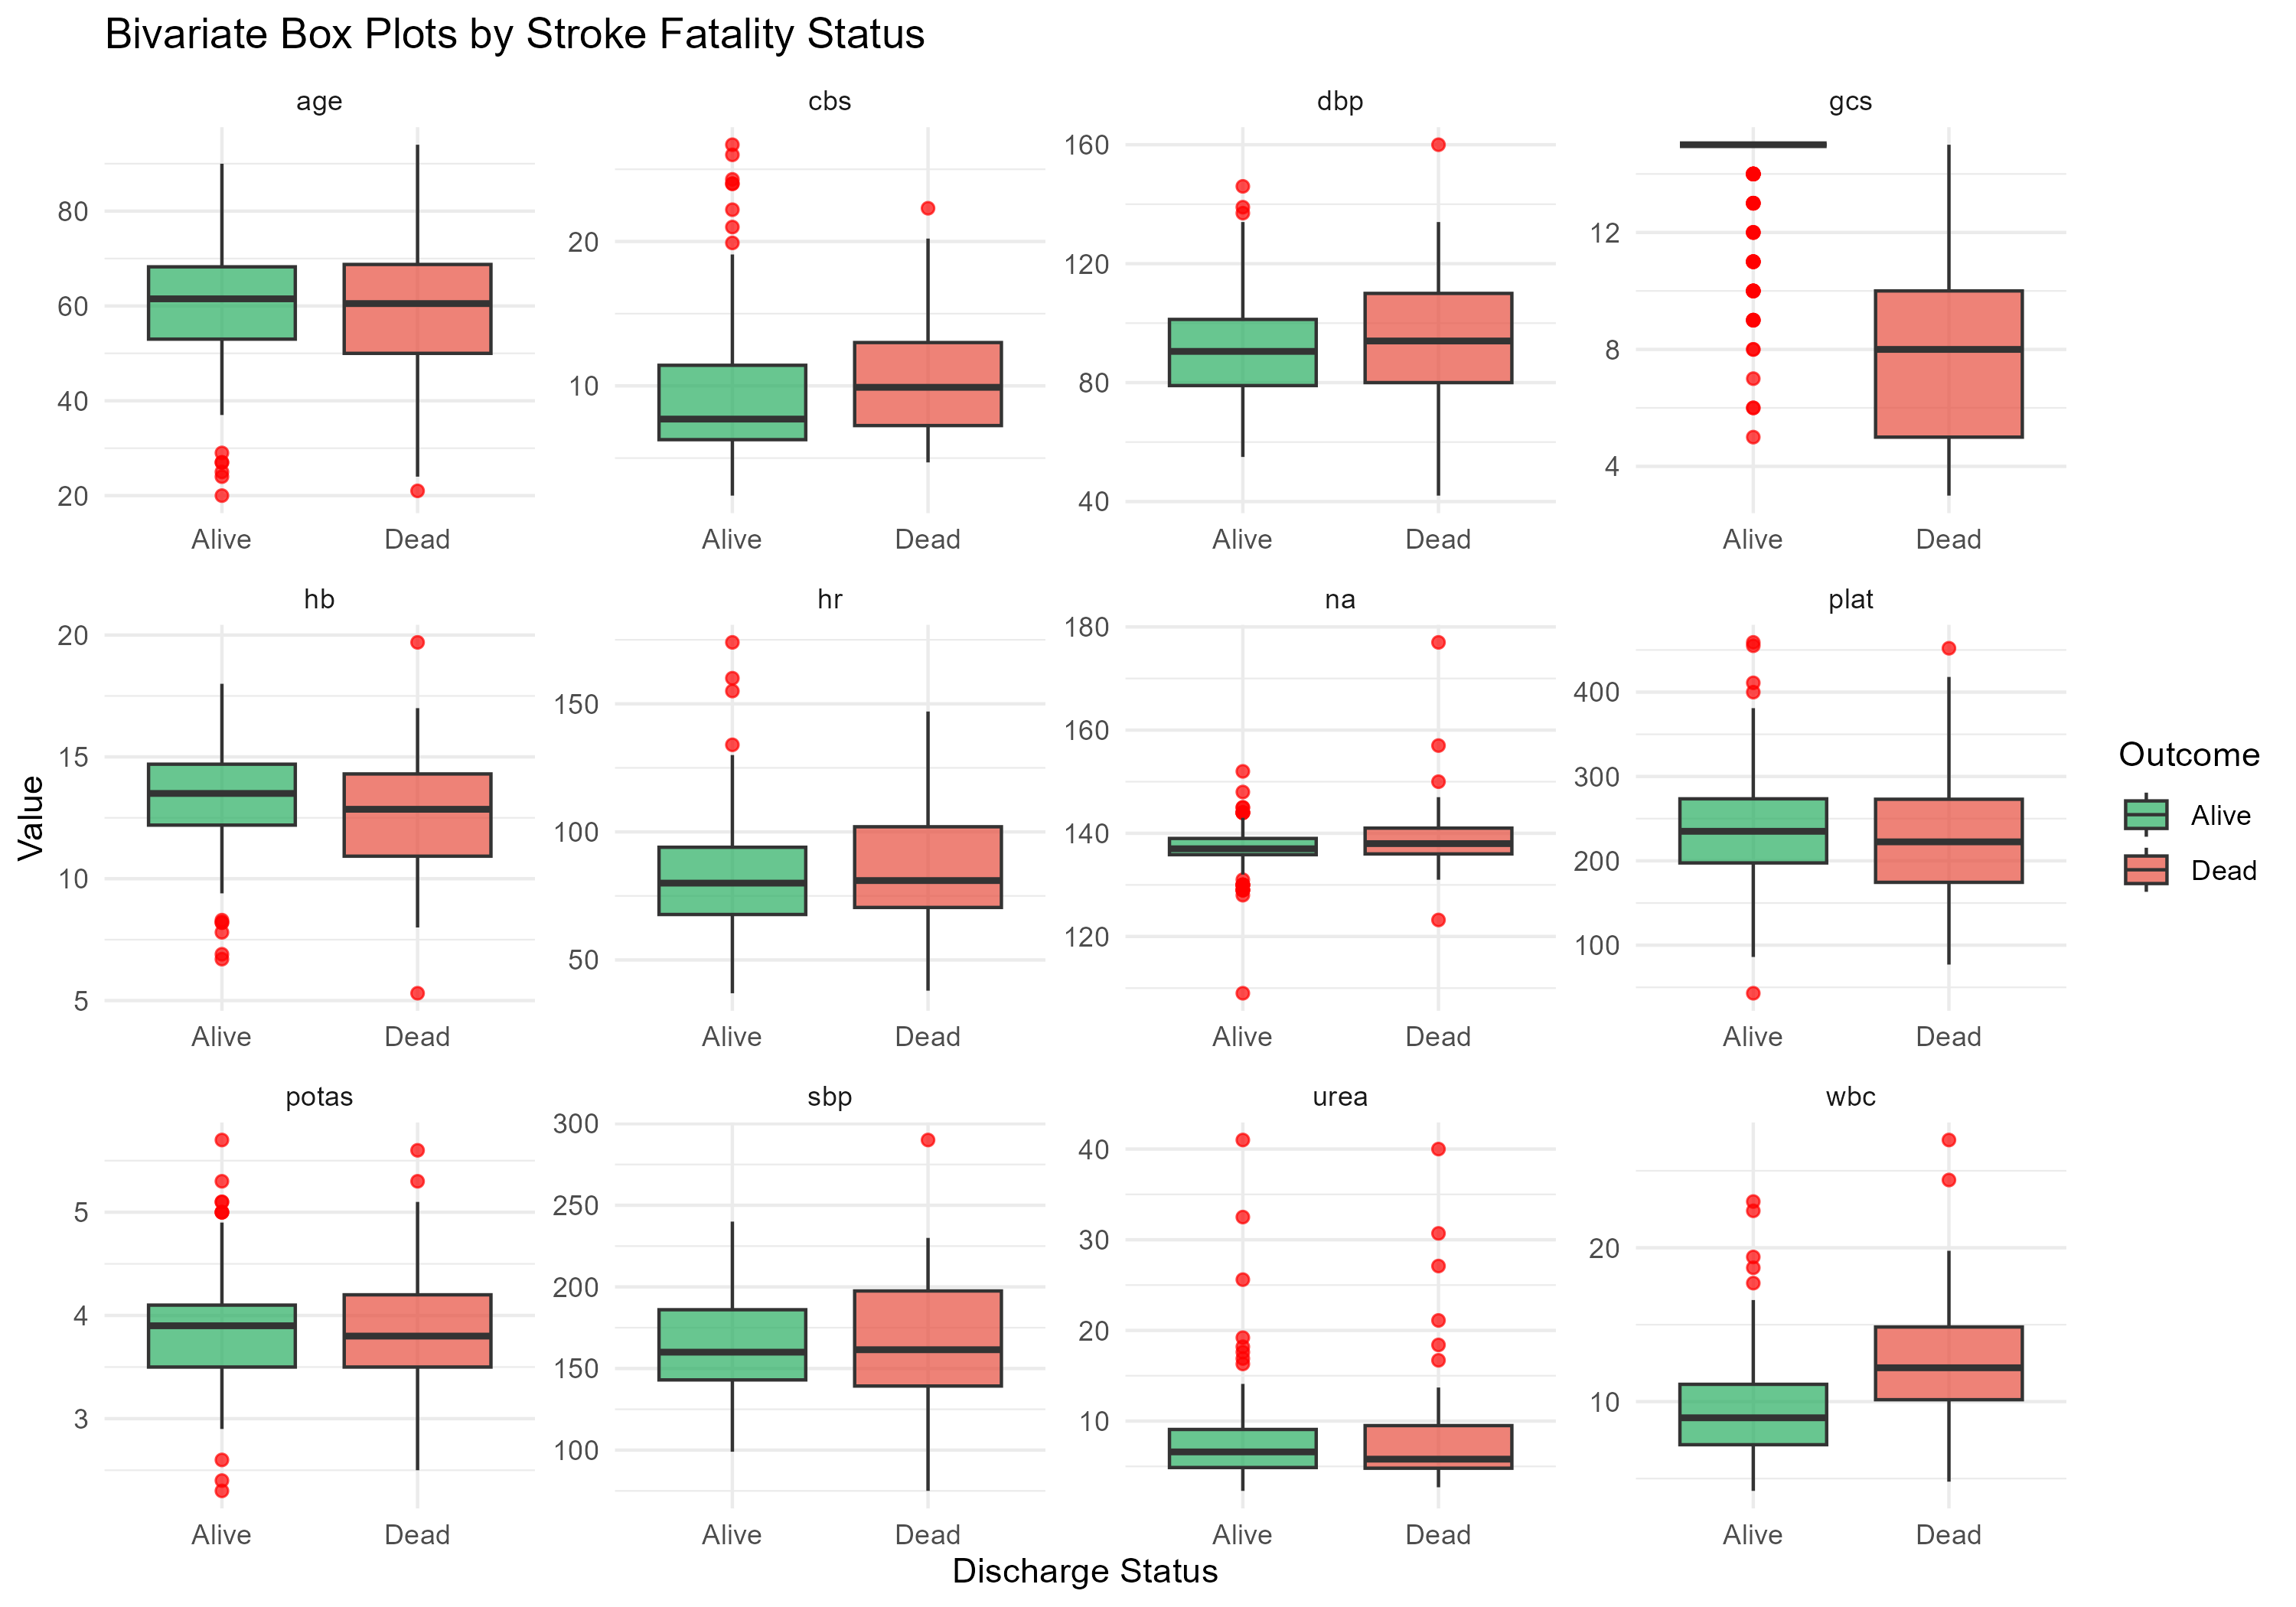 Bivariate Box Plots by Stroke Fatality Status
age
cbs
dbp
gcs
80
60
40
20
20
10
160
120
80
40
12
8
4
Alive
Dead
Alive
Dead
Alive
Dead
Alive
Dead
hb
hr
na
plat
20
15
10
5
150
100
50
180
160
140
120
400
300
200
100
Alive
Dead
Alive
Dead
Alive
Dead
Alive
Dead
potas
sbp
urea
wbc
5
4
3
300
250
200
150
100
40
30
20
10
20
10
Alive
Dead
Alive
Dead
Alive
Dead
Alive
Dead
Value
Discharge Status
Outcome
Alive
Dead